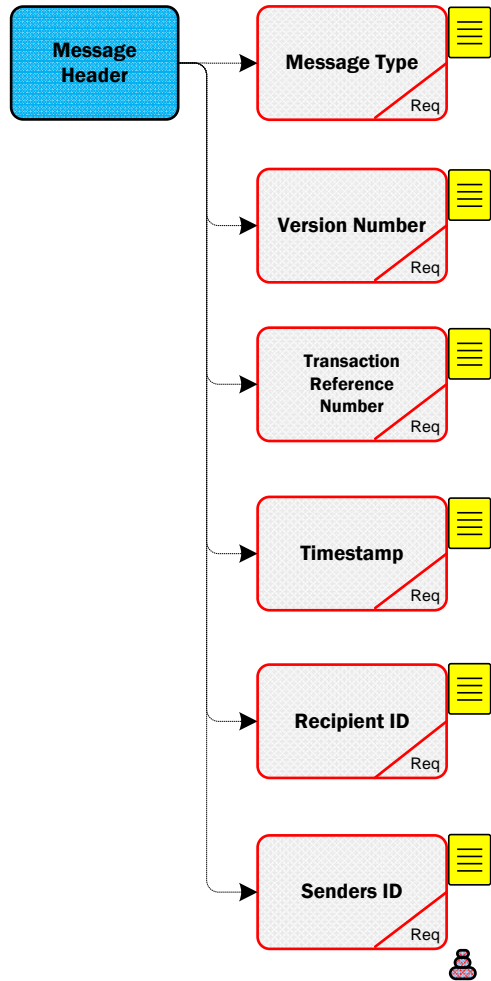 Message
Header
Message Type
Req
Version Number
Req
Transaction
Reference
Number
Req
Timestamp
Req
Recipient ID
Req
Senders ID
Req